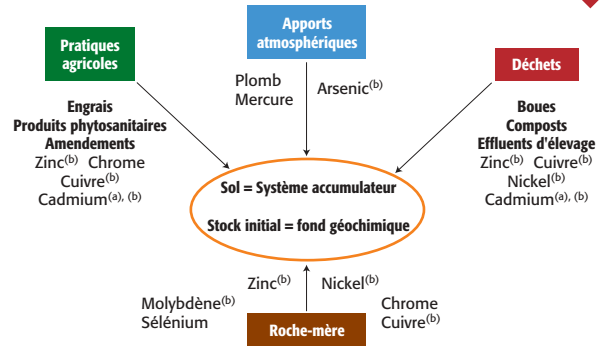 Apports
atmosphériques
Pratiques
agricoles
Déchets
Plomb
Mercure
Arsenic(b)
Engrais
Produits phytosanitaires
Amendements
Zinc(b) Chrome
Cuivre(b)
Cadmium(a), (b)
Boues
Composts
Effluents d'élevage
Zinc(b) Cuivre(b)
Nickel(b)
Cadmium(a), (b)
Sol = Système accumulateur
Stock initial = fond géochimique
Zinc(b) Nickel(b)
Molybdène(b)
Sélénium
Chrome
Cuivre(b)
Roche-mère